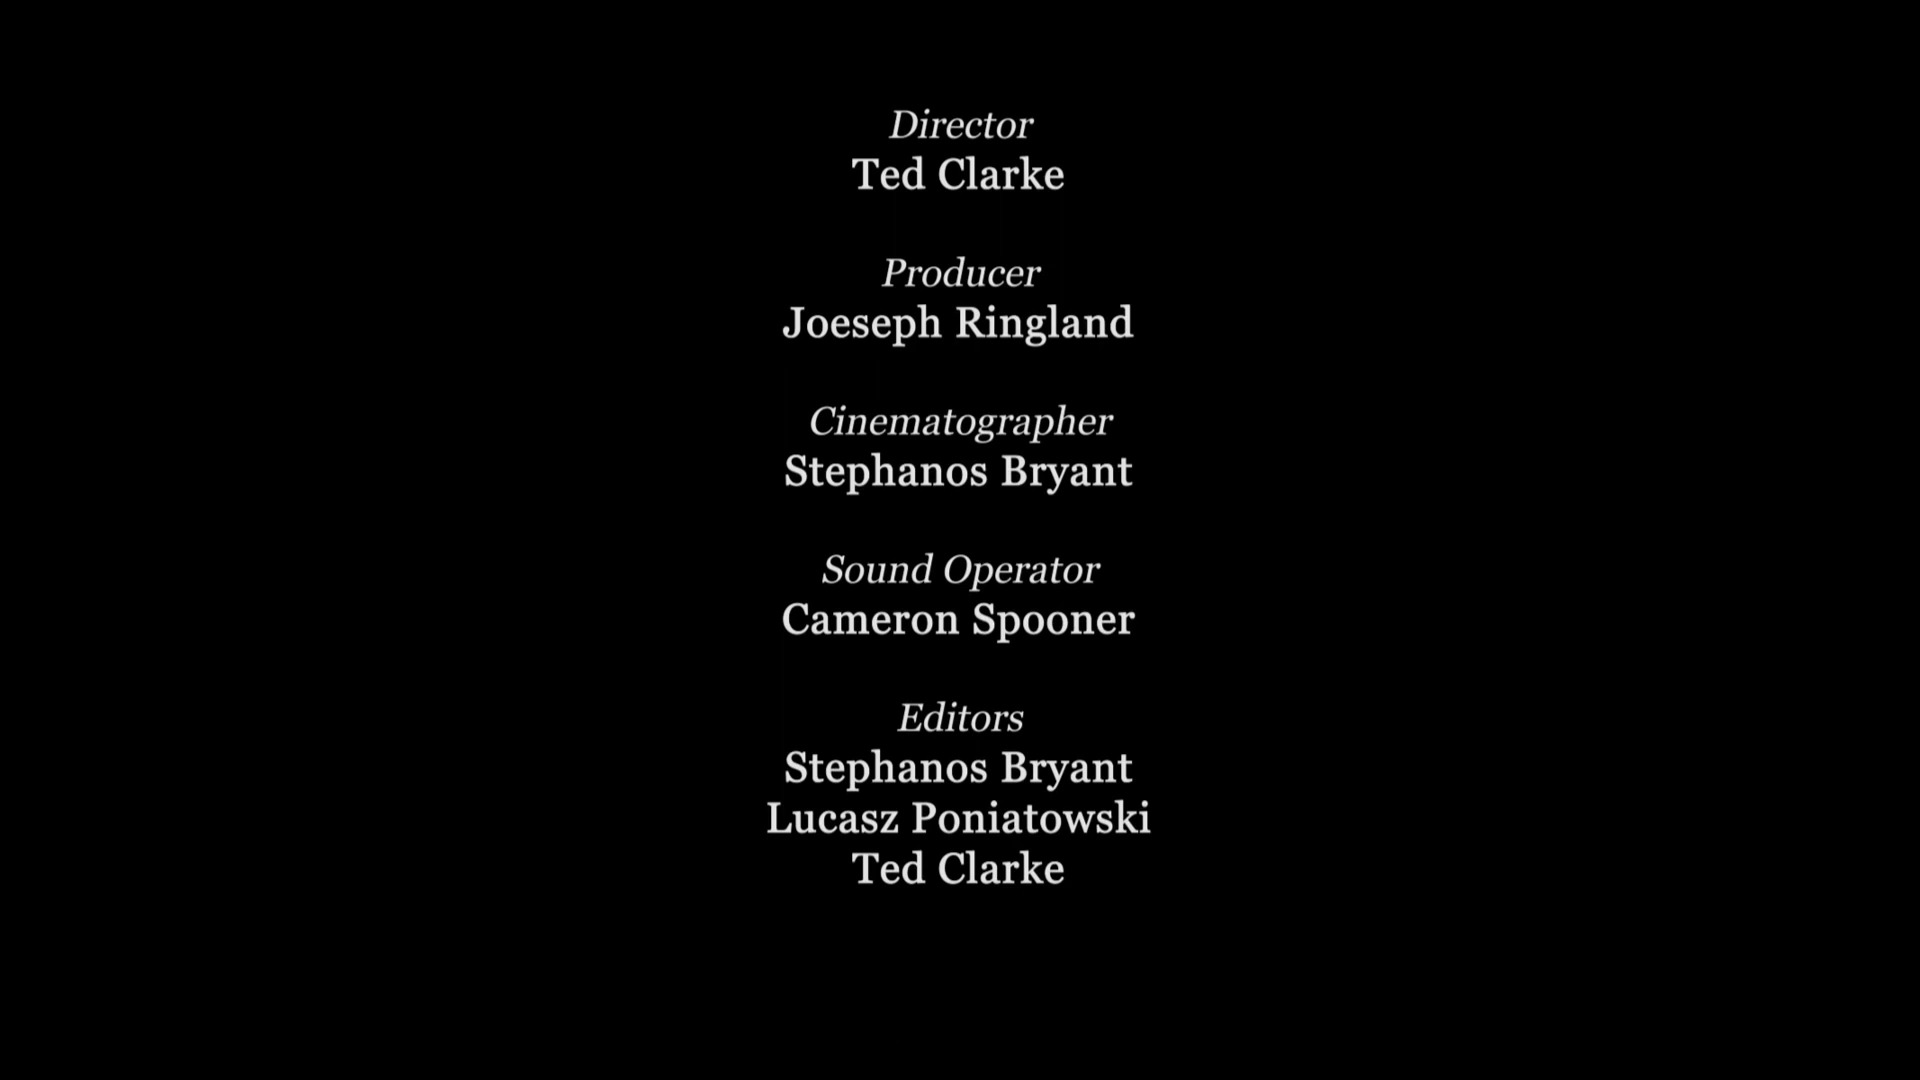 Director
Ted Clarke
Producer
Joeseph Ringland
Cinematographer
Stephanos Bryant
Sound Operator
Cameron Spooner
Editors
Stephanos Bryant
Lucasz Poniatowski
Ted Clarke